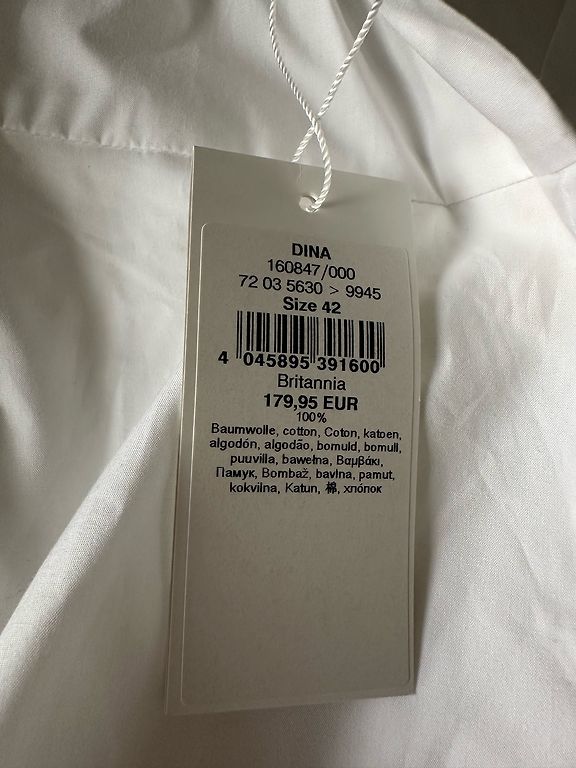 DINA
160847/000
72 03 5630 > 9945
Size 42
4 045895 391600
Britannia
179,95 EUR
100%
Baumwolle, cotton, Coton, katoen,
algodón, algodão, bomuld, bomull,
puuvilla, bawełna, Βαμβάκι,
Памук, Bombaž, bavlna, pamut,
kokvilna, Katun, 棉, хлопок